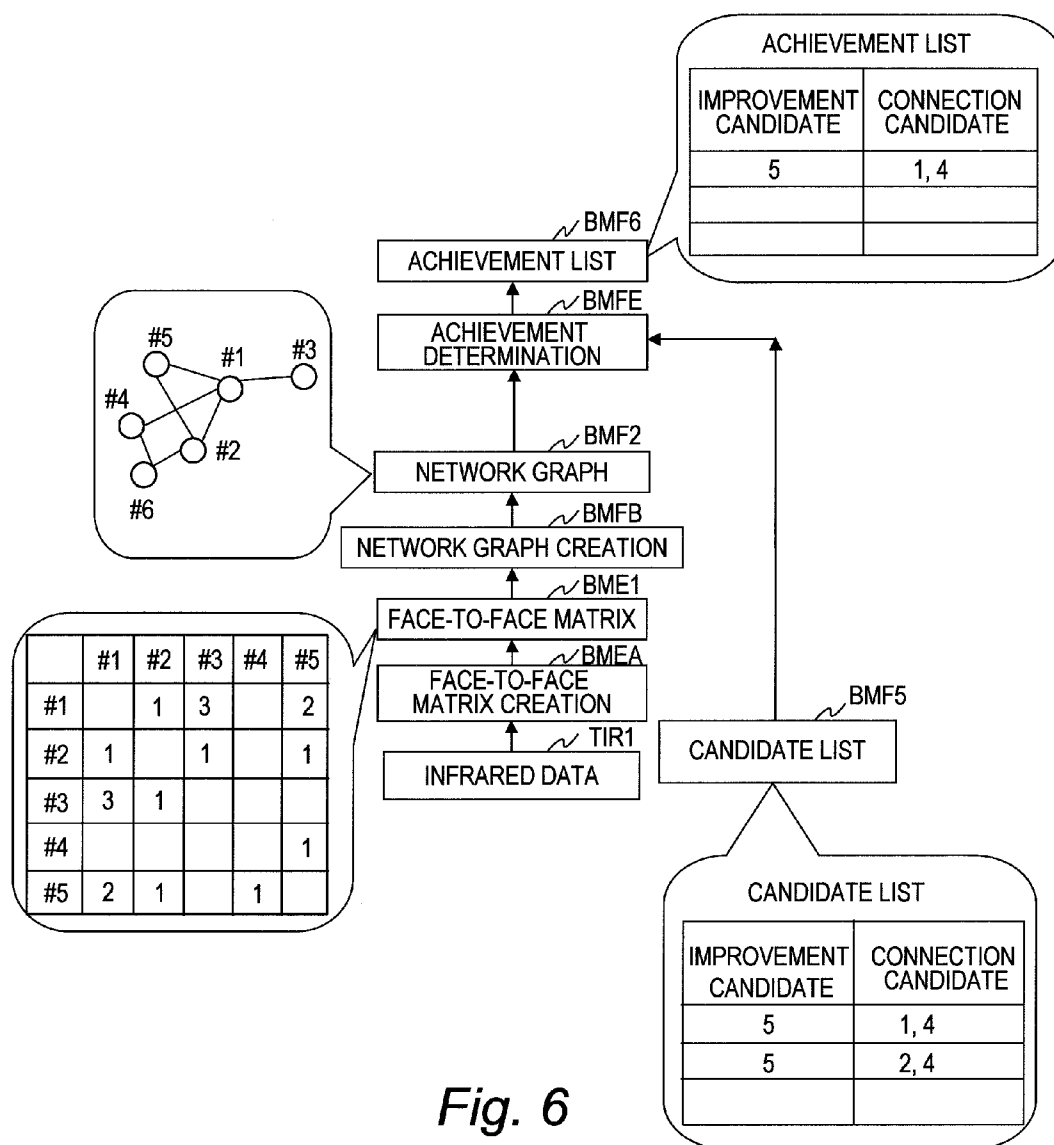 ACHIEVEMENT LIST
IMPROVEMENT CANDIDATE
CONNECTION CANDIDATE
5
1, 4
BMF6
ACHIEVEMENT LIST
BMFE
ACHIEVEMENT DETERMINATION
#5
#1
#3
#4
#2
#6
BMF2
NETWORK GRAPH
BMFB
NETWORK GRAPH CREATION
BME1
FACE-TO-FACE MATRIX
BMEA
FACE-TO-FACE MATRIX CREATION
TIR1
INFRARED DATA
#1 #2 #3 #4 #5
#1 1 3 2
#2 1 1 1
#3 3 1
#4 1
#5 2 1 1
BMF5
CANDIDATE LIST
CANDIDATE LIST
IMPROVEMENT CANDIDATE
CONNECTION CANDIDATE
5
1, 4
5
2, 4
Fig. 6